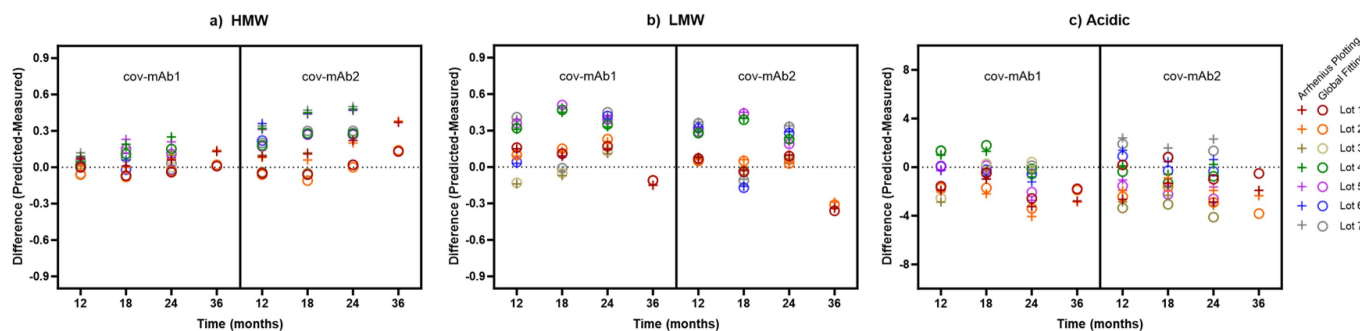 a) HMW
Difference (Predicted-Measured)
0.9
0.6
0.3
0.0
-0.3
-0.6
-0.9
cov-mAb1
cov-mAb2
12 18 24 36 12 18 24 36
Time (months)
b) LMW
Difference (Predicted-Measured)
0.9
0.6
0.3
0.0
-0.3
-0.6
-0.9
cov-mAb1
cov-mAb2
12 18 24 36 12 18 24 36
Time (months)
c) Acidic
Difference (Predicted-Measured)
8
4
0
-4
-8
cov-mAb1
cov-mAb2
12 18 24 36 12 18 24 36
Time (months)
Arrhenius Plotting
Global Fitting
Lot 1
Lot 2
Lot 3
Lot 4
Lot 5
Lot 6
Lot 7